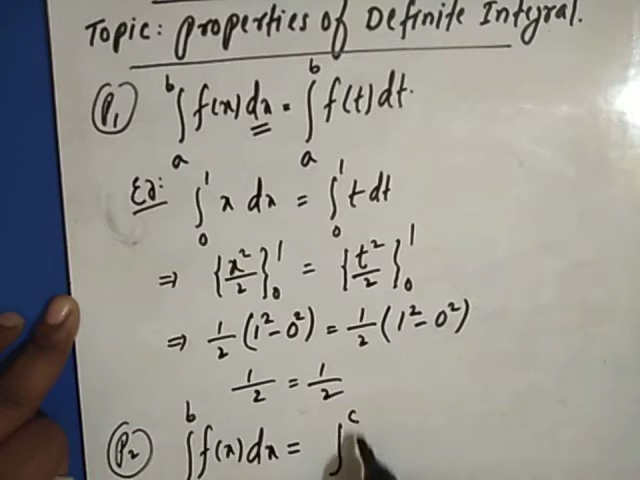 Topic: Properties of Definite Integral.
(P1) ∫_a^b f(x) dx = ∫_a^b f(t) dt.
Ex: ∫_0^1 x dx = ∫_0^1 t dt
⇒ {x²/2}_0^1 = {t²/2}_0^1
⇒ 1/2 (1² - 0²) = 1/2 (1² - 0²)
1/2 = 1/2
(P2) ∫^b f(x) dx = ∫^c